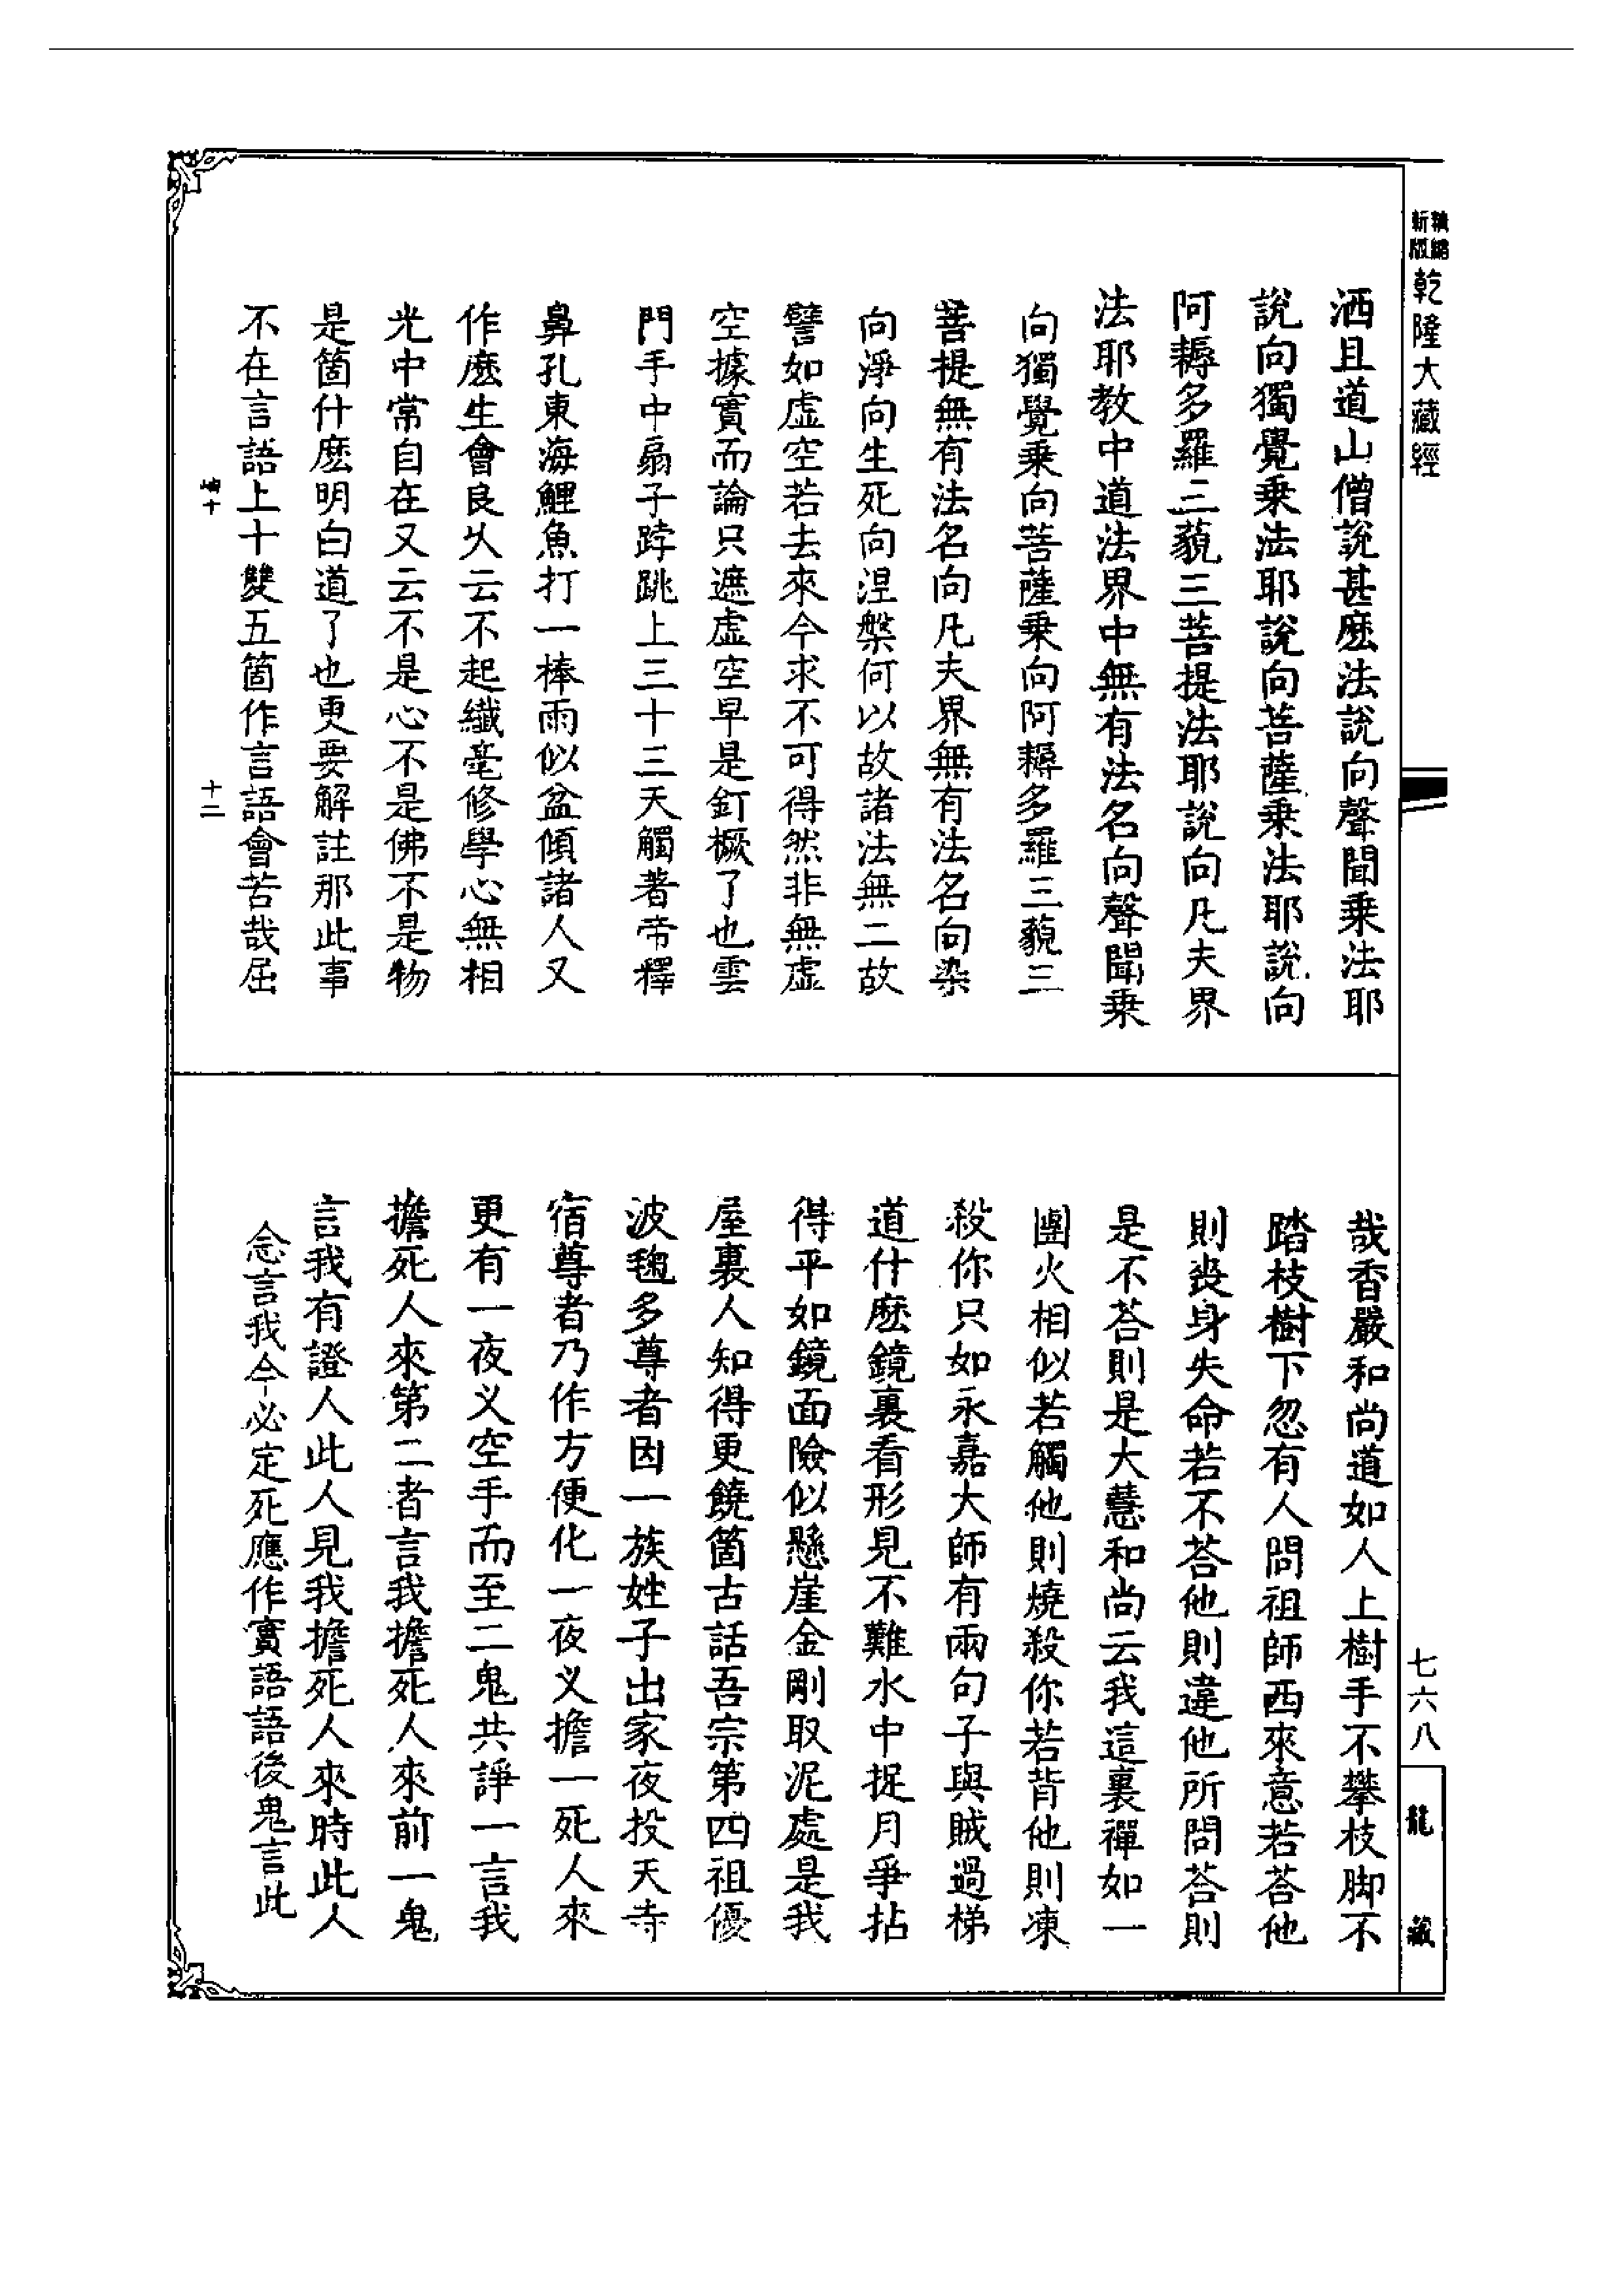 精縮新版乾隆大藏經
洒且道山僧說甚麽法說向聲聞乗法耶
說向獨覺乗法耶說向菩薩乗法耶說向
阿耨多羅三藐三菩提法耶說向凡夫界
法耶教中道法界中無有法名向聲聞乗
向獨覺乗向菩薩乗向阿耨多羅三藐三
菩提無有法名向凡夫界無有法名向染
向淨向生死向涅槃何以故諸法無二故
譬如虛空若去來今求不可得然非無虛
空據實而論只遮虛空早是釘橛了也雲
門手中扇子踍跳上三十三天觸著帝釋
鼻孔東海鯉魚打一棒雨似盆傾諸人又
作麽生會良乆云不起纖毫修學心無相
光中常自在又云不是心不是佛不是物
是箇什麽明白道了也更要解註那此事
不在言語上十雙五箇作言語會苦哉屈
十二
哉香嚴和尚道如人上樹手不攀枝脚不
踏枝樹下忽有人問祖師西來意若荅他
則喪身失命若不荅他則違他所問荅則
是不荅則是大慧和尚云我這裏禪如一
團火相似若觸他則燒殺你若背他則凍
殺你只如永嘉大師有兩句子與賊過梯
道什麽鏡裏看形見不難水中捉月爭拈
得平如鏡面險似懸崖金剛取泥處是我
屋裏人知得更饒箇古話吾宗第四祖優
波毱多尊者因一族姓子出家夜投天寺
宿尊者乃作方便化一夜义擔一死人來
更有一夜义空手而至二鬼共諍一言我
擔死人來第二者言我擔死人來前一鬼
言我有證人此人見我擔死人來時此人
念言我今必定死應作實語語後鬼言此
七六八
龍藏